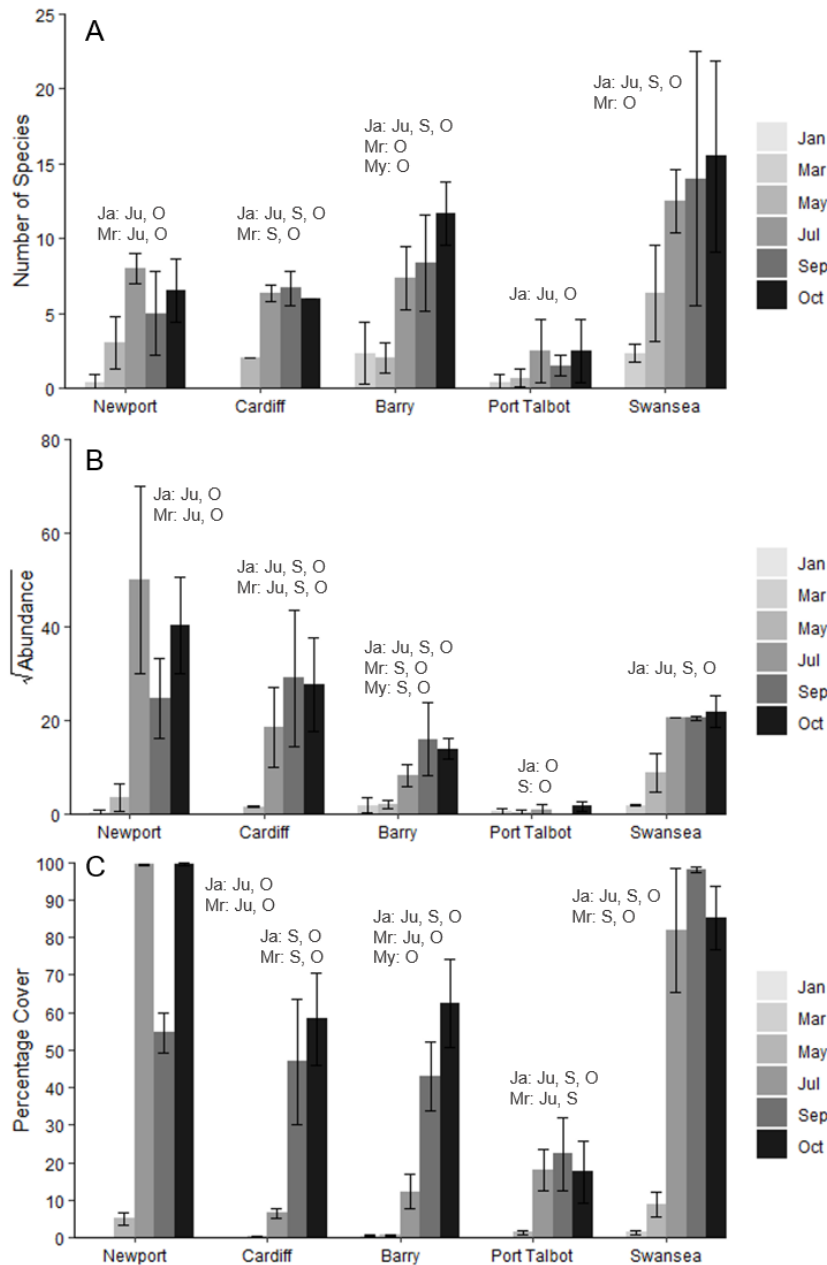 A
Number of Species
25
20
15
10
5
0
Ja: Ju, O
Mr: Ju, O
Ja: Ju, S, O
Mr: S, O
Ja: Ju, S, O
Mr: O
My: O
Ja: Ju, O
Ja: Ju, S, O
Mr: O
Newport
Cardiff
Barry
Port Talbot
Swansea
Jan
Mar
May
Jul
Sep
Oct
B
√Abundance
80
60
40
20
0
Ja: Ju, O
Mr: Ju, O
Ja: Ju, S, O
Mr: Ju, S, O
Ja: Ju, S, O
Mr: S, O
My: S, O
Ja: O
S: O
Ja: Ju, S, O
Newport
Cardiff
Barry
Port Talbot
Swansea
Jan
Mar
May
Jul
Sep
Oct
C
Percentage Cover
100
90
80
70
60
50
40
30
20
10
0
Ja: Ju, O
Mr: Ju, O
Ja: S, O
Mr: S, O
Ja: Ju, S, O
Mr: Ju, O
My: O
Ja: Ju, S, O
Mr: Ju, S
Ja: Ju, S, O
Mr: S, O
Newport
Cardiff
Barry
Port Talbot
Swansea
Jan
Mar
May
Jul
Sep
Oct